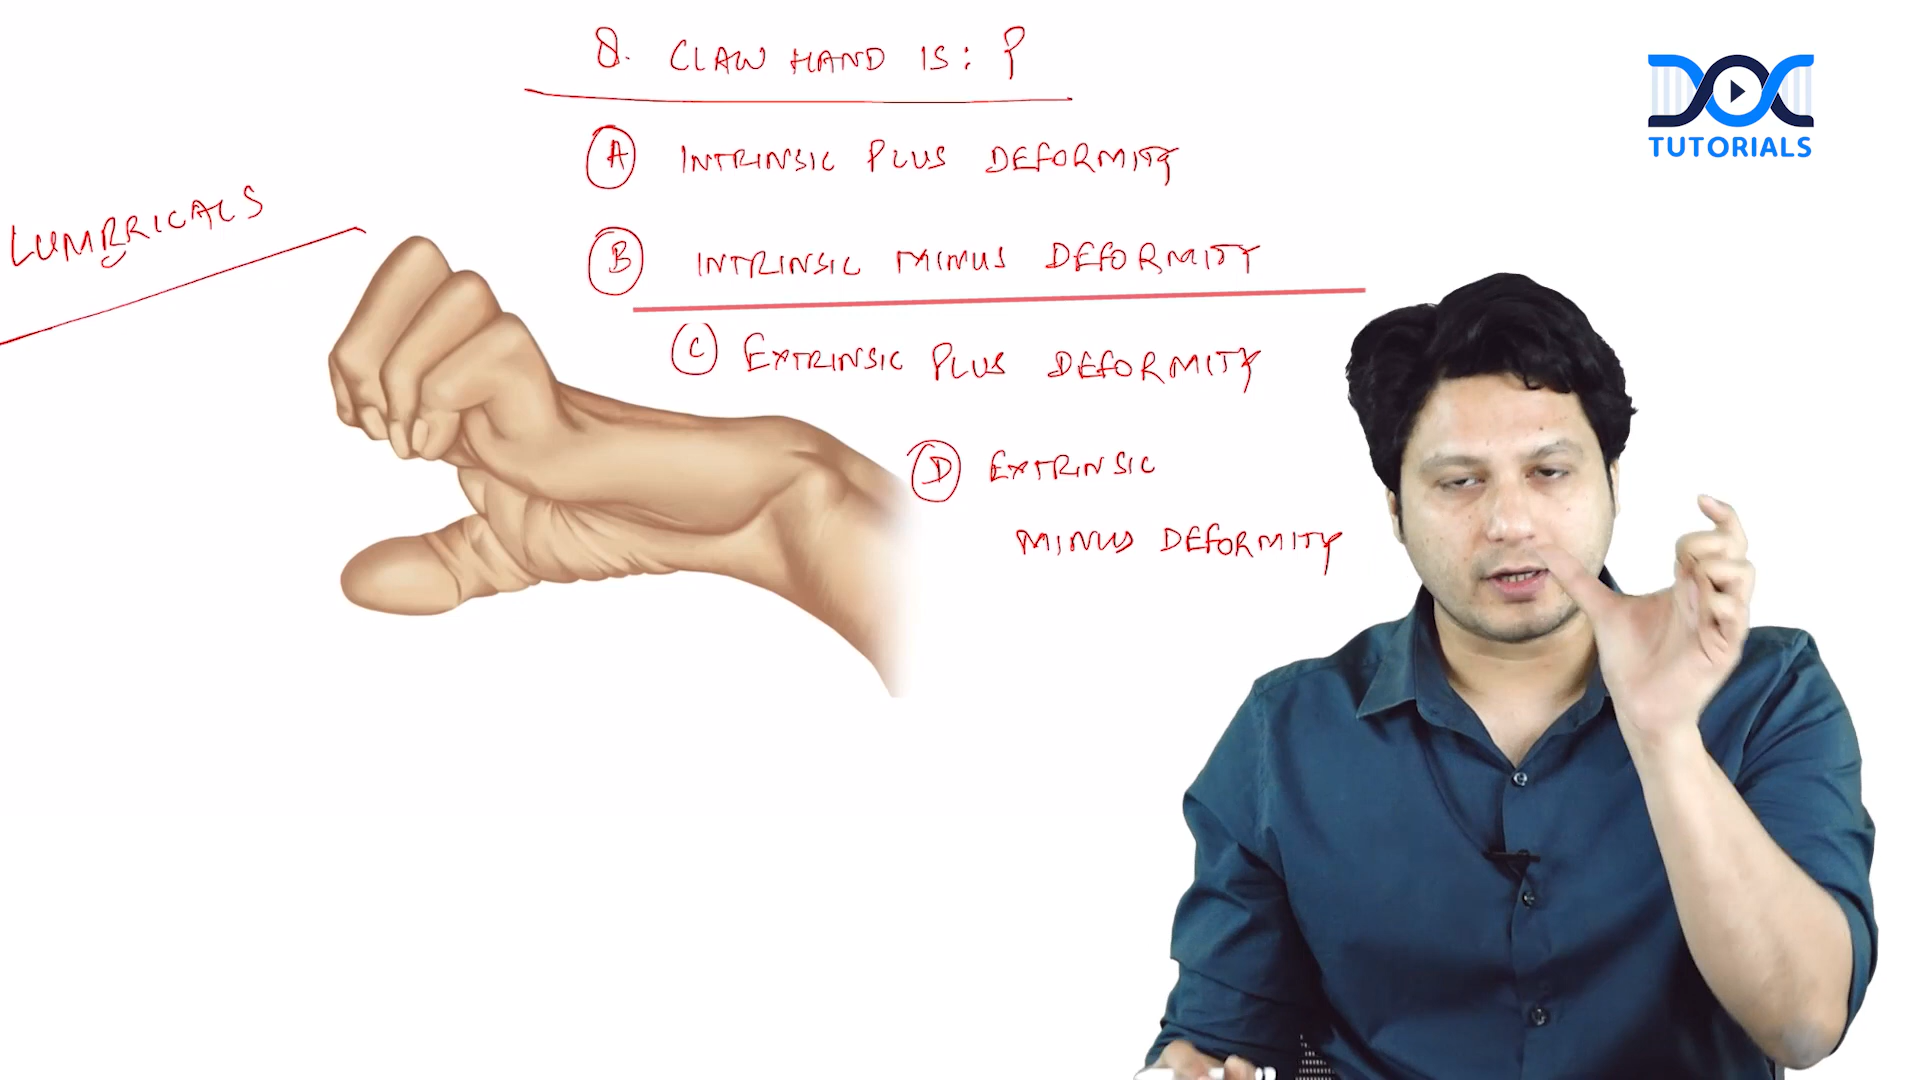 Q. CLAW HAND IS: ?
A INTRINSIC PLUS DEFORMITY
LUMBRICALS
B INTRINSIC MINUS DEFORMITY
C EXTRINSIC PLUS DEFORMITY
D EXTRINSIC
MINUS DEFORMITY
DOC
TUTORIALS